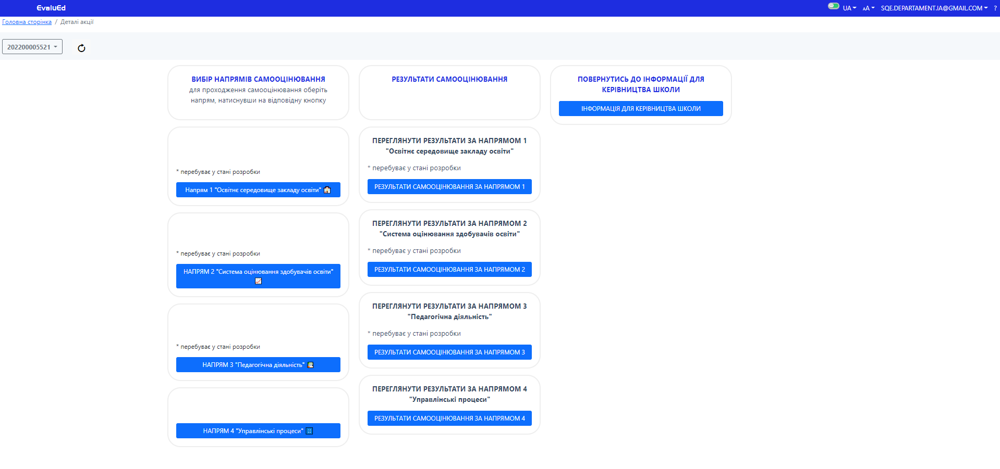 EvaluEd
UA
AA
SQE.DEPARTAMENT.IA@GMAIL.COM
?
Головна сторінка / Деталі акції
202200005521
ВИБІР НАПРЯМІВ САМООЦІНЮВАННЯ
для проходження самооцінювання оберіть
напрям, натиснувши на відповідну кнопку
* перебуває у стані розробки
Напрям 1 "Освітнє середовище закладу освіти"
* перебуває у стані розробки
НАПРЯМ 2 "Система оцінювання здобувачів освіти"
* перебуває у стані розробки
НАПРЯМ 3 "Педагогічна діяльність"
НАПРЯМ 4 "Управлінські процеси"
РЕЗУЛЬТАТИ САМООЦІНЮВАННЯ
ПЕРЕГЛЯНУТИ РЕЗУЛЬТАТИ ЗА НАПРЯМОМ 1
"Освітнє середовище закладу освіти"
* перебуває у стані розробки
РЕЗУЛЬТАТИ САМООЦІНЮВАННЯ ЗА НАПРЯМОМ 1
ПЕРЕГЛЯНУТИ РЕЗУЛЬТАТИ ЗА НАПРЯМОМ 2
"Система оцінювання здобувачів освіти"
* перебуває у стані розробки
РЕЗУЛЬТАТИ САМООЦІНЮВАННЯ ЗА НАПРЯМОМ 2
ПЕРЕГЛЯНУТИ РЕЗУЛЬТАТИ ЗА НАПРЯМОМ 3
"Педагогічна діяльність"
* перебуває у стані розробки
РЕЗУЛЬТАТИ САМООЦІНЮВАННЯ ЗА НАПРЯМОМ 3
ПЕРЕГЛЯНУТИ РЕЗУЛЬТАТИ ЗА НАПРЯМОМ 4
"Управлінські процеси"
РЕЗУЛЬТАТИ САМООЦІНЮВАННЯ ЗА НАПРЯМОМ 4
ПОВЕРНУТИСЬ ДО ІНФОРМАЦІЇ ДЛЯ
КЕРІВНИЦТВА ШКОЛИ
ІНФОРМАЦІЯ ДЛЯ КЕРІВНИЦТВА ШКОЛИ